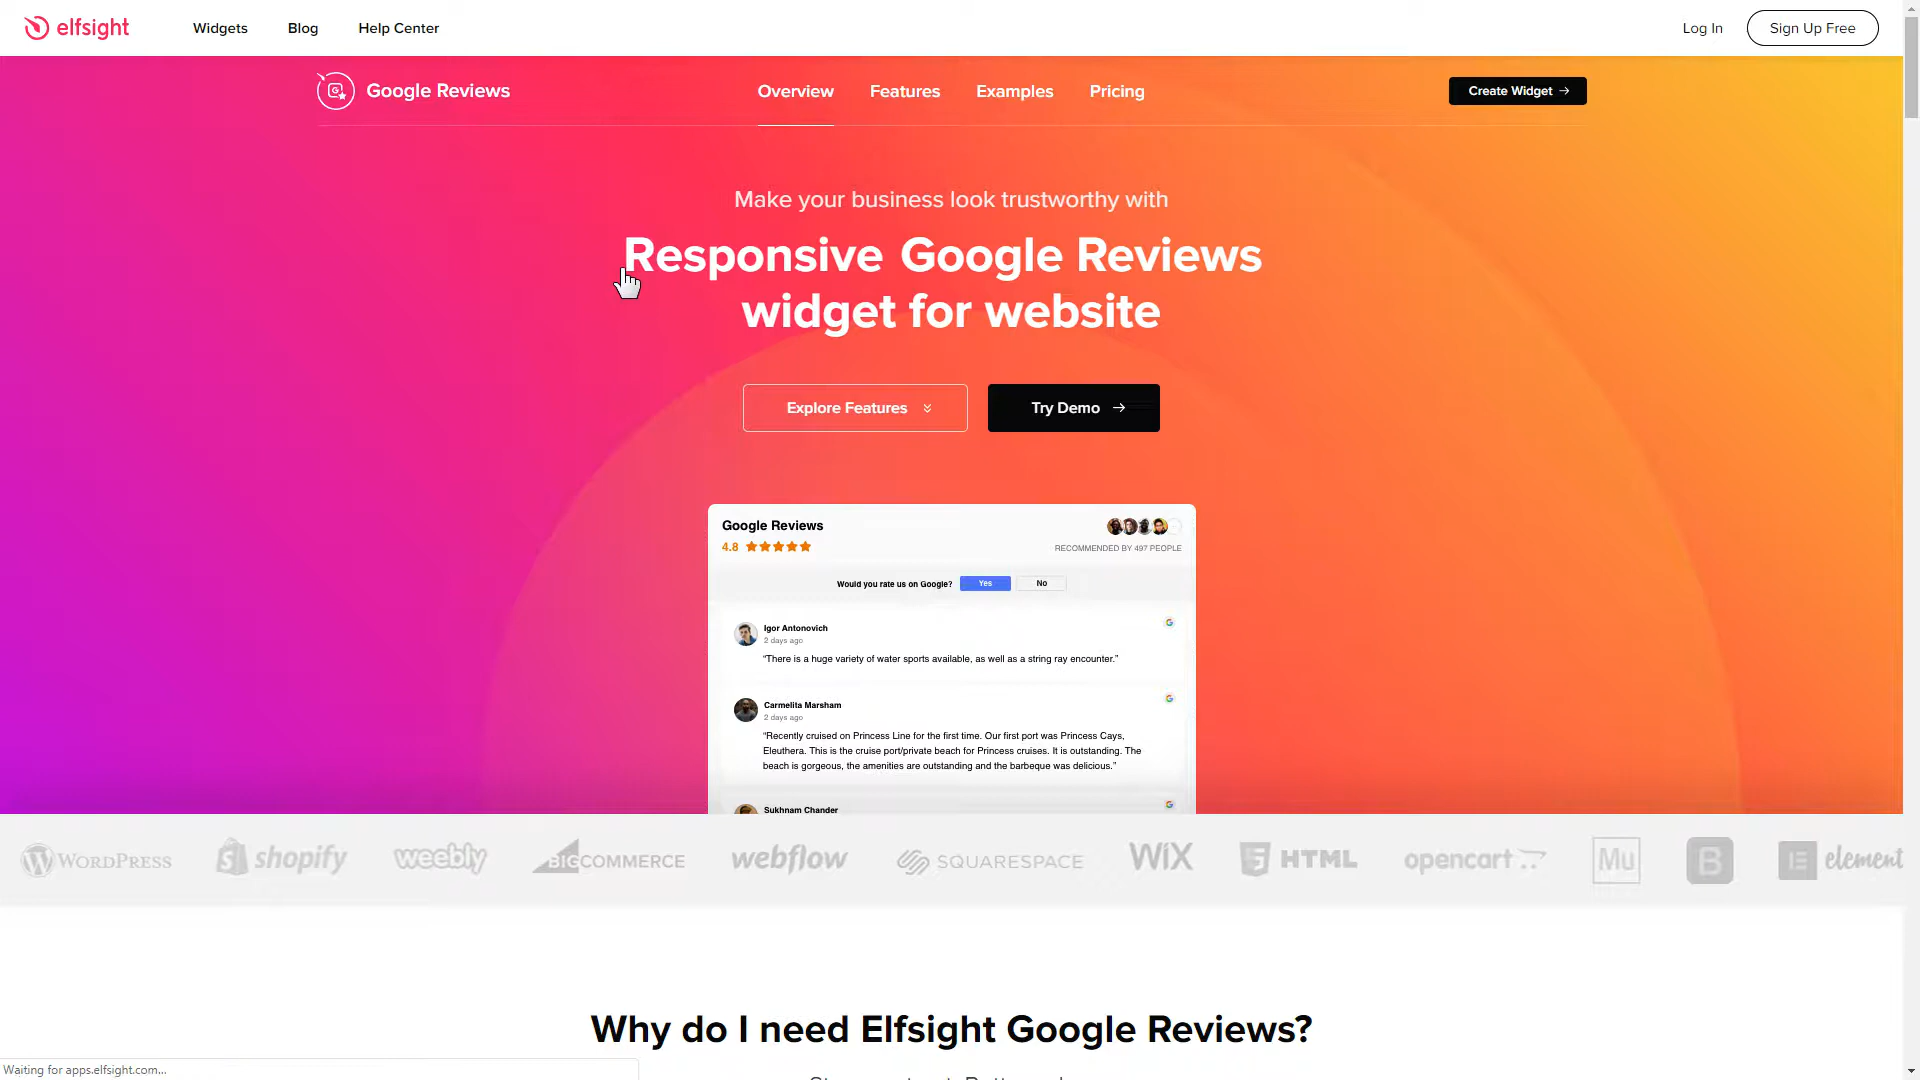 elfsight
Widgets
Blog
Help Center
Log In
Sign Up Free
Google Reviews
Overview
Features
Examples
Pricing
Create Widget
Make your business look trustworthy with
Responsive Google Reviews
widget for website
Explore Features
Try Demo
Google Reviews
4.8
RECOMMENDED BY 497 PEOPLE
Would you rate us on Google?
Yes
No
Igor Antonovich
2 days ago
“There is a huge variety of water sports available, as well as a string ray encounter.”
Carmelita Marsham
2 days ago
“Recently cruised on Princess Line for the first time. Our first port was Princess Cays,
Eleuthera. This is the cruise port/private beach for Princess cruises. It is outstanding. The
beach is gorgeous, the amenities are outstanding and the barbeque was delicious.”
Sukhnam Chander
WORDPRESS
shopify
weebly
BIGCOMMERCE
webflow
SQUARESPACE
WIX
HTML
opencart
Mu
B
element
Why do I need Elfsight Google Reviews?
Waiting for apps.elfsight.com...